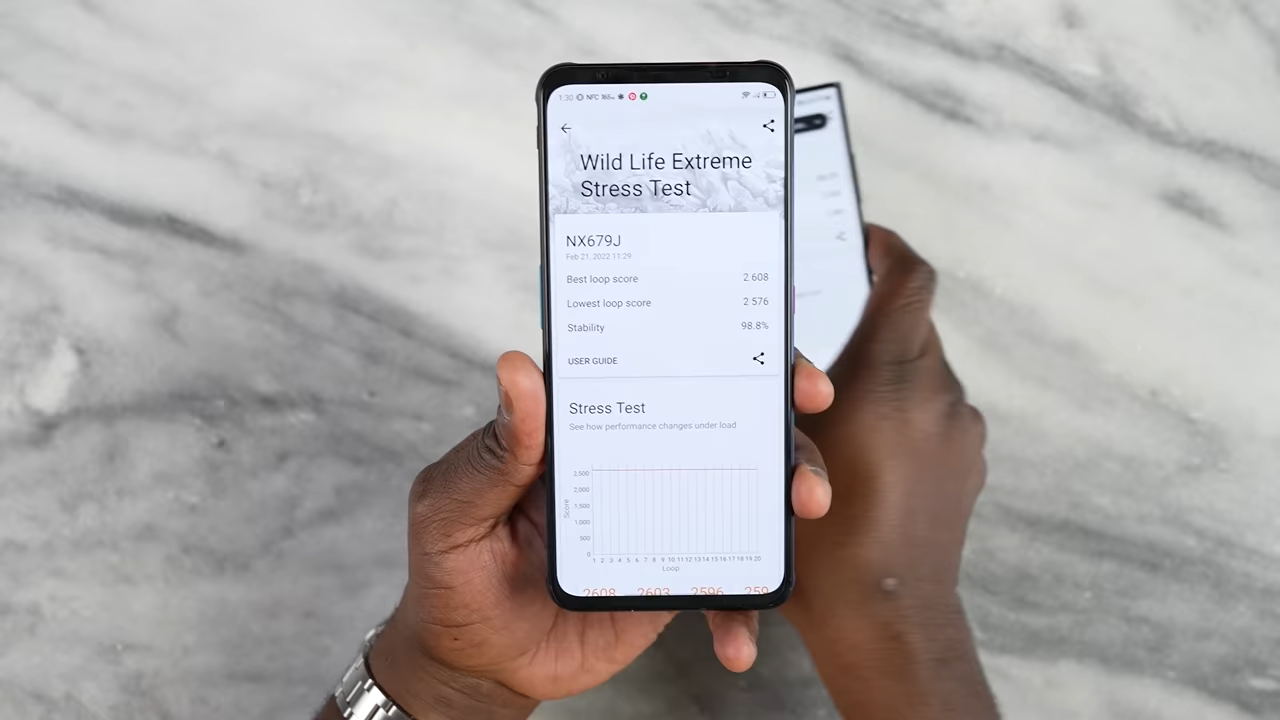 1:30 NFC
Wild Life Extreme
Stress Test
NX679J
Feb 21, 2022 11:29
Best loop score 2 608
Lowest loop score 2 576
Stability 98.8%
USER GUIDE
Stress Test
See how performance changes under load
2,500
2,000
1,500
1,000
500
0
Score
1 2 3 4 5 6 7 8 9 10 11 12 13 14 15 16 17 18 19 20
Loop
2608 2603 2596 259